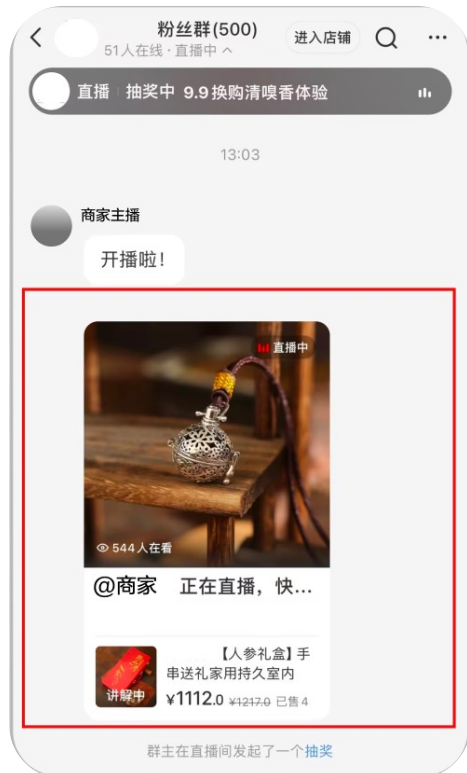 粉丝群(500)
51人在线·直播中
进入店铺
直播 抽奖中 9.9换购清嗅香体验
13:03
商家主播
开播啦！
直播中
544人在看
@商家 正在直播，快...
【人参礼盒】手
串送礼家用持久室内
讲解中
¥1112.0 ¥1217.0 已售4
群主在直播间发起了一个抽奖